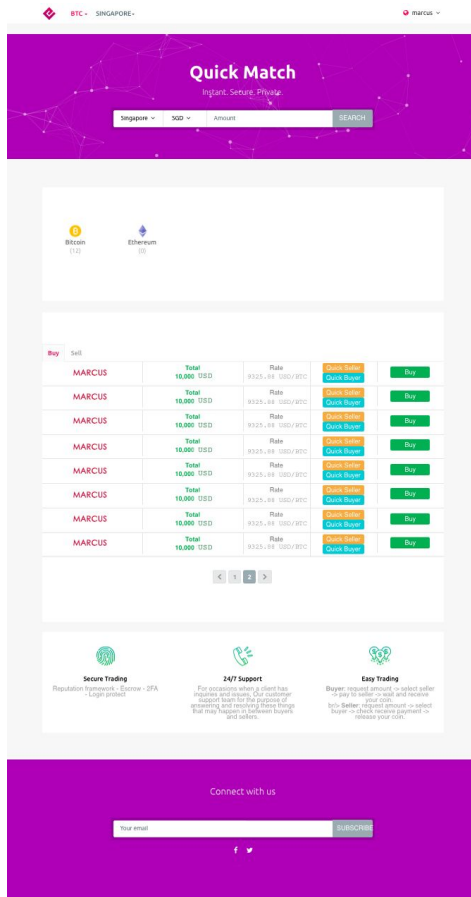 BTC SINGAPORE marcus
Quick Match
Instant. Secure. Private.
Singapore SGD Amount SEARCH
Bitcoin Ethereum
(12) (0)
Buy Sell
MARCUS Total Rate Quick Seller Buy
10,000 USD 9325.98 USD/BTC Quick Buyer
MARCUS Total Rate Quick Seller Buy
10,000 USD 9325.98 USD/BTC Quick Buyer
MARCUS Total Rate Quick Seller Buy
10,000 USD 9325.98 USD/BTC Quick Buyer
MARCUS Total Rate Quick Seller Buy
10,000 USD 9325.98 USD/BTC Quick Buyer
MARCUS Total Rate Quick Seller Buy
10,000 USD 9325.98 USD/BTC Quick Buyer
MARCUS Total Rate Quick Seller Buy
10,000 USD 9325.98 USD/BTC Quick Buyer
MARCUS Total Rate Quick Seller Buy
10,000 USD 9325.98 USD/BTC Quick Buyer
MARCUS Total Rate Quick Seller Buy
10,000 USD 9325.98 USD/BTC Quick Buyer
1 2
Secure Trading
Reputation framework - Escrow - 2FA
- Login protect
24/7 Support
For occasions when a client has
inquiries and issues. Our customer
support team for the purpose of
answering and resolving these things
that may happen in between buyers
and sellers.
Easy Trading
Buyer: request amount -> select seller
-> pay to seller -> wait and receive
your coin.
br/> Seller: request amount -> select
buyer -> check receive payment ->
release your coin.
Connect with us
Your email SUBSCRIBE